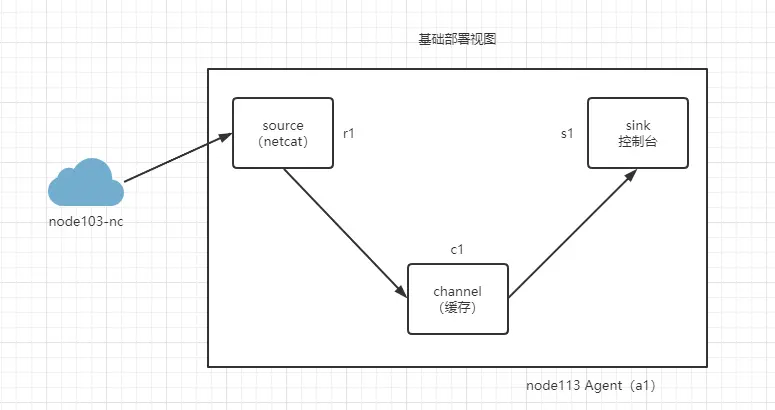 基础部署视图
source
（netcat）
r1
s1
sink
控制台
node103-nc
c1
channel
（缓存）
node113 Agent（a1）